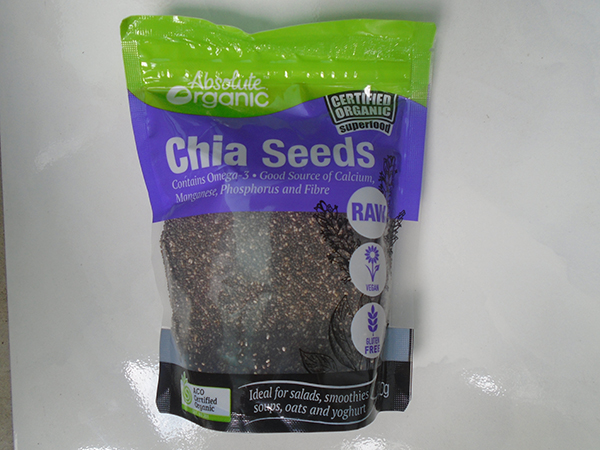 Absolute
Organic
CERTIFIED
ORGANIC
superfood
Chia Seeds
Contains Omega-3 • Good Source of Calcium,
Manganese, Phosphorus and Fibre
RAW
VEGAN
GLUTEN
FREE
ACO
Certified
Organic
Ideal for salads, smoothies
soups, oats and yoghurt